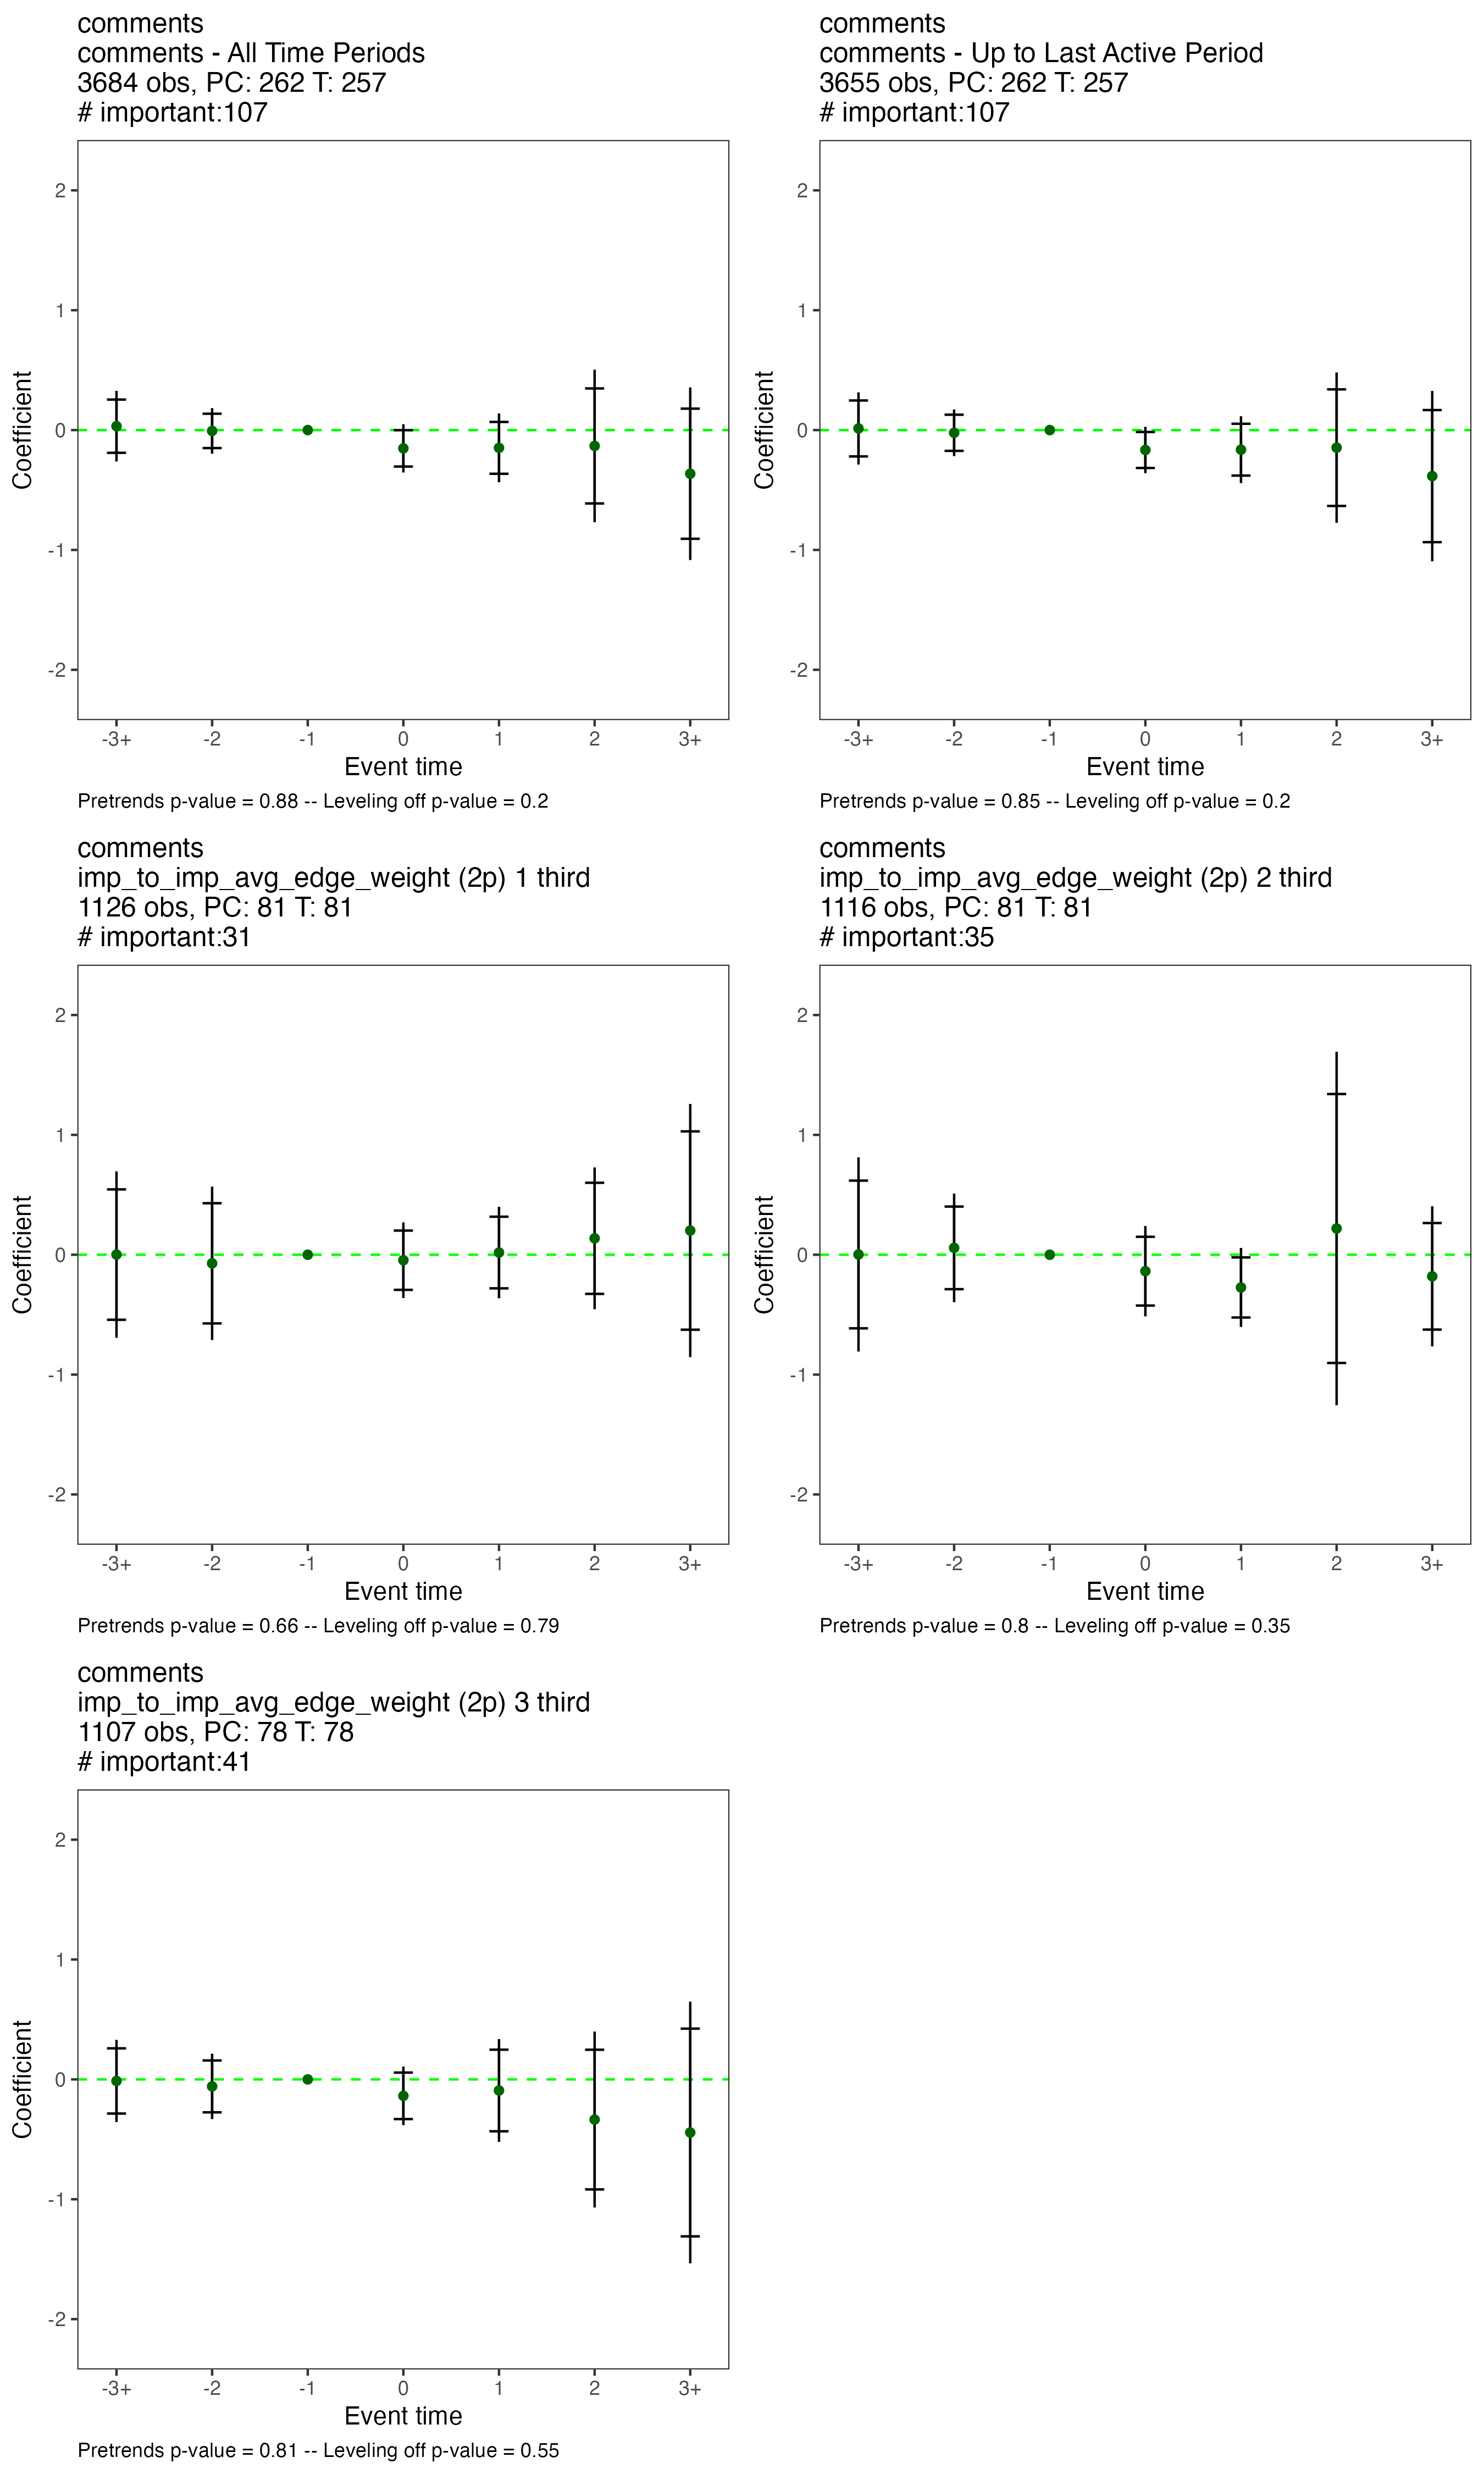 comments
comments - All Time Periods
3684 obs, PC: 262 T: 257
# important:107
2
1
0
-1
-2
Coefficient
-3+ -2 -1 0 1 2 3+
Event time
Pretrends p-value = 0.88 -- Leveling off p-value = 0.2
comments
comments - Up to Last Active Period
3655 obs, PC: 262 T: 257
# important:107
2
1
0
-1
-2
Coefficient
-3+ -2 -1 0 1 2 3+
Event time
Pretrends p-value = 0.85 -- Leveling off p-value = 0.2
comments
imp_to_imp_avg_edge_weight (2p) 1 third
1126 obs, PC: 81 T: 81
# important:31
2
1
0
-1
-2
Coefficient
-3+ -2 -1 0 1 2 3+
Event time
Pretrends p-value = 0.66 -- Leveling off p-value = 0.79
comments
imp_to_imp_avg_edge_weight (2p) 2 third
1116 obs, PC: 81 T: 81
# important:35
2
1
0
-1
-2
Coefficient
-3+ -2 -1 0 1 2 3+
Event time
Pretrends p-value = 0.8 -- Leveling off p-value = 0.35
comments
imp_to_imp_avg_edge_weight (2p) 3 third
1107 obs, PC: 78 T: 78
# important:41
2
1
0
-1
-2
Coefficient
-3+ -2 -1 0 1 2 3+
Event time
Pretrends p-value = 0.81 -- Leveling off p-value = 0.55